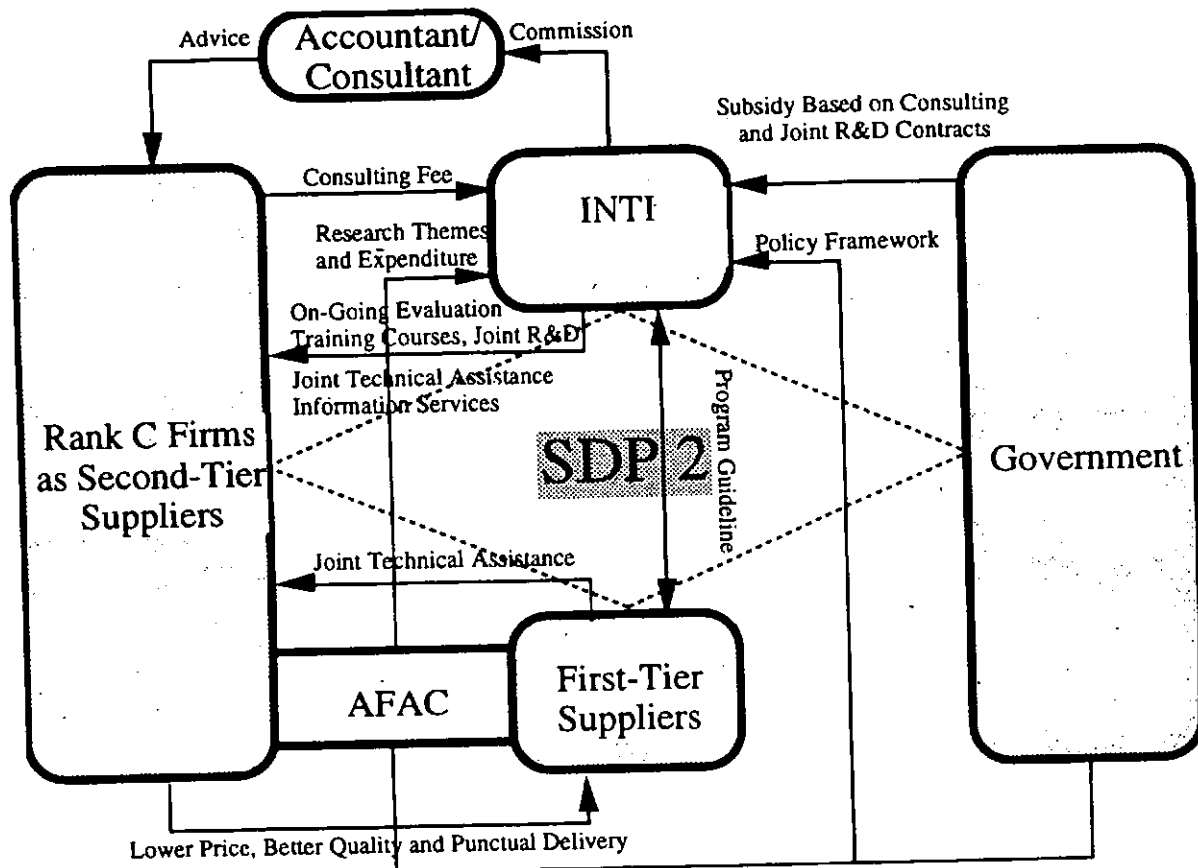 Advice
Accountant/
Consultant
Commission
Subsidy Based on Consulting
and Joint R&D Contracts
Consulting Fee
INTI
Research Themes
and Expenditure
Policy Framework
On-Going Evaluation
Training Courses, Joint R&D
Joint Technical Assistance
Information Services
Program Guideline
Rank C Firms
as Second-Tier
Suppliers
SDP 2
Government
Joint Technical Assistance
AFAC
First-Tier
Suppliers
Lower Price, Better Quality and Punctual Delivery